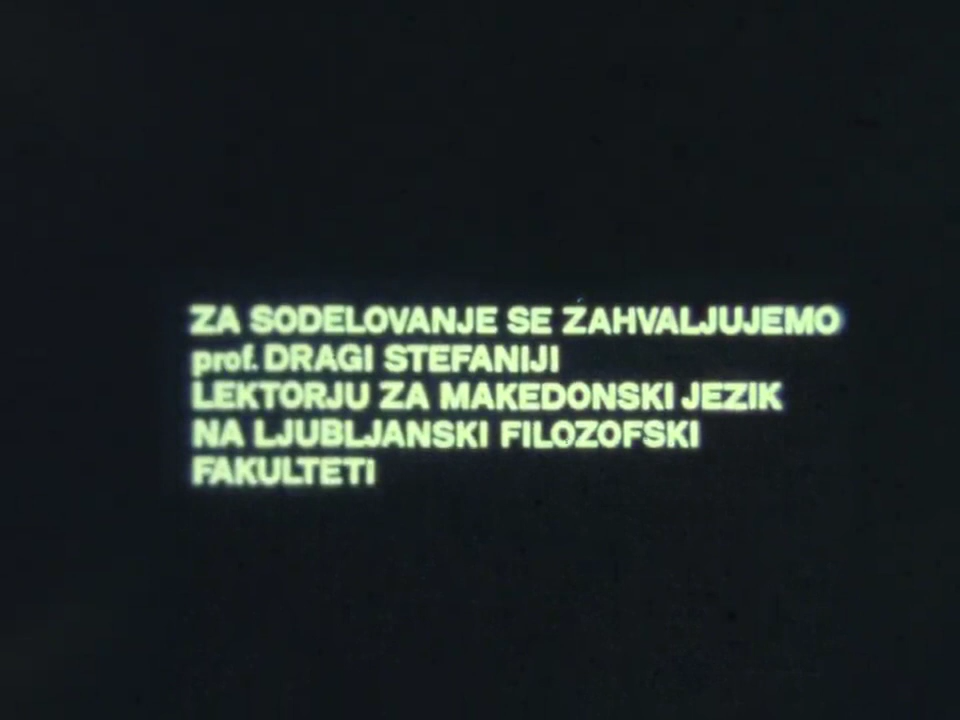 ZA SODELOVANJE SE ZAHVALJUJEMO
prof. DRAGI STEFANIJI
LEKTORJU ZA MAKEDONSKI JEZIK
NA LJUBLJANSKI FILOZOFSKI
FAKULTETI